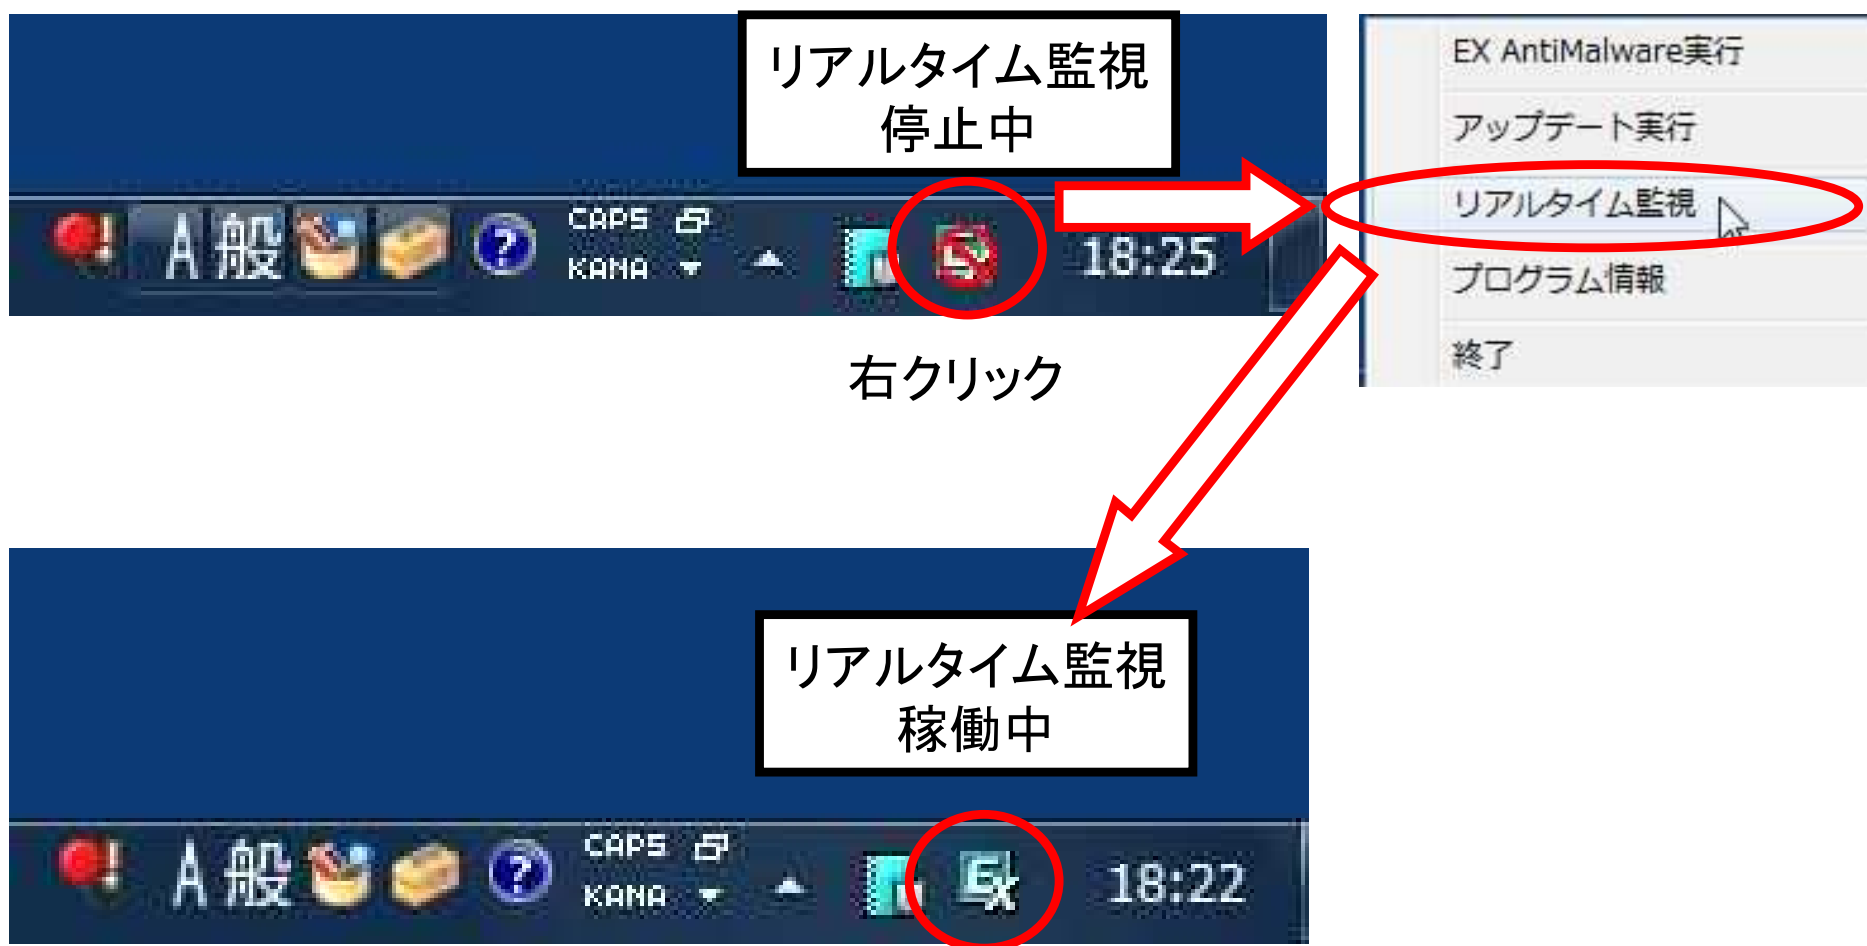 リアルタイム監視
停止中
A 般 CAPS
KANA
18:25
右クリック
EX AntiMalware実行
アップデート実行
リアルタイム監視
プログラム情報
終了
リアルタイム監視
稼働中
A 般 CAPS
KANA
Ex
18:22